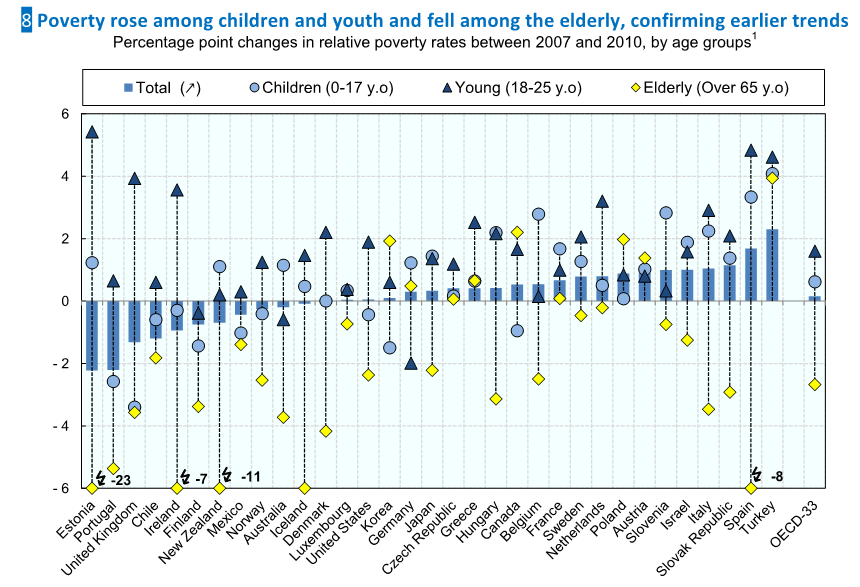 8 Poverty rose among children and youth and fell among the elderly, confirming earlier trends
Percentage point changes in relative poverty rates between 2007 and 2010, by age groups1
Total (↗) Children (0-17 y.o) Young (18-25 y.o) Elderly (Over 65 y.o)
6
4
2
0
- 2
- 4
- 6
-23
-7
-11
-8
Estonia
Portugal
United Kingdom
Chile
Ireland
Finland
New Zealand
Mexico
Norway
Australia
Iceland
Denmark
Luxembourg
United States
Korea
Germany
Japan
Czech Republic
Greece
Hungary
Canada
Belgium
France
Sweden
Netherlands
Poland
Austria
Slovenia
Israel
Italy
Slovak Republic
Spain
Turkey
OECD-33